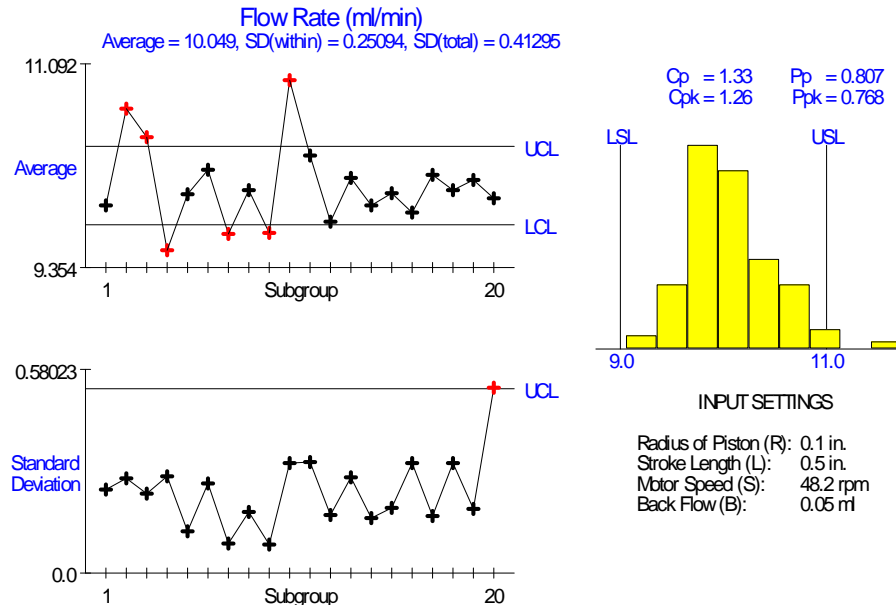 Flow Rate (ml/min)
Average = 10.049, SD(within) = 0.25094, SD(total) = 0.41295
11.092
Average
9.354
UCL
LCL
1
Subgroup
20
0.58023
Standard
Deviation
0.0
UCL
1
Subgroup
20
Cp = 1.33 Pp = 0.807
Cpk = 1.26 Ppk = 0.768
LSL
USL
9.0
11.0
INPUT SETTINGS
Radius of Piston (R): 0.1 in.
Stroke Length (L): 0.5 in.
Motor Speed (S): 48.2 rpm
Back Flow (B): 0.05 ml